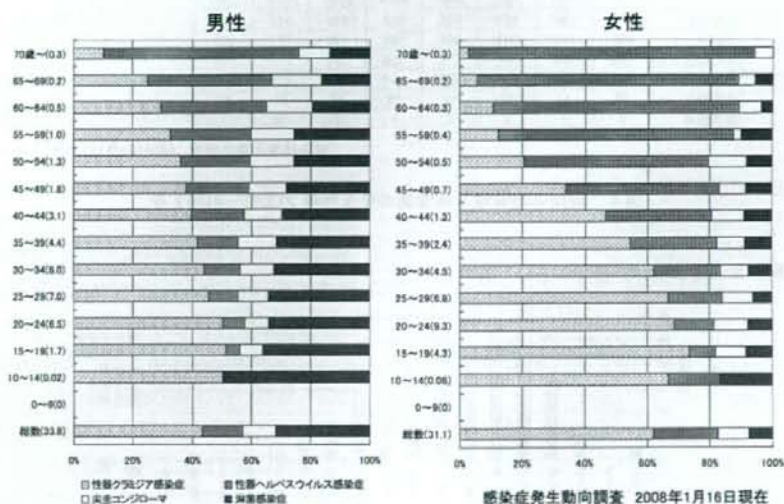 男性
70歳〜(0.3)
65〜69(0.2)
60〜64(0.5)
55〜59(1.0)
50〜54(1.3)
45〜49(1.8)
40〜44(3.1)
35〜39(4.4)
30〜34(6.0)
25〜29(7.0)
20〜24(6.5)
15〜19(1.7)
10〜14(0.02)
0〜9(0)
総数(33.8)
0% 20% 40% 60% 80% 100%
女性
70歳〜(0.3)
65〜69(0.2)
60〜64(0.3)
55〜59(0.4)
50〜54(0.5)
45〜49(0.7)
40〜44(1.3)
35〜39(2.4)
30〜34(4.5)
25〜29(6.8)
20〜24(9.3)
15〜19(4.3)
10〜14(0.06)
0〜9(0)
総数(31.1)
0% 20% 40% 60% 80% 100%
性器クラミジア感染症 性器ヘルペスウイルス感染症
尖圭コンジローマ 淋菌感染症
感染症発生動向調査 2008年1月16日現在